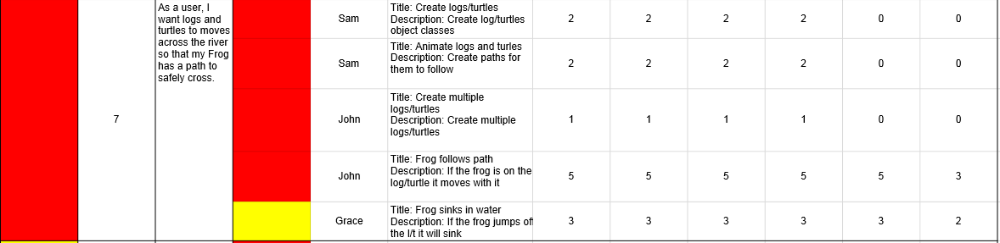 7
As a user, I
want logs and
turtles to moves
across the river
so that my Frog
has a path to
safely cross.
Sam
Title: Create logs/turtles
Description: Create log/turtles
object classes
2 2 2 2 0 0
Sam
Title: Animate logs and turles
Description: Create paths for
them to follow
2 2 2 2 0 0
John
Title: Create multiple
logs/turtles
Description: Create multiple
logs/turtles
1 1 1 1 0 0
John
Title: Frog follows path
Description: If the frog is on the
log/turtle it moves with it
5 5 5 5 5 3
Grace
Title: Frog sinks in water
Description: If the frog jumps off
the l/t it will sink
3 3 3 3 3 2